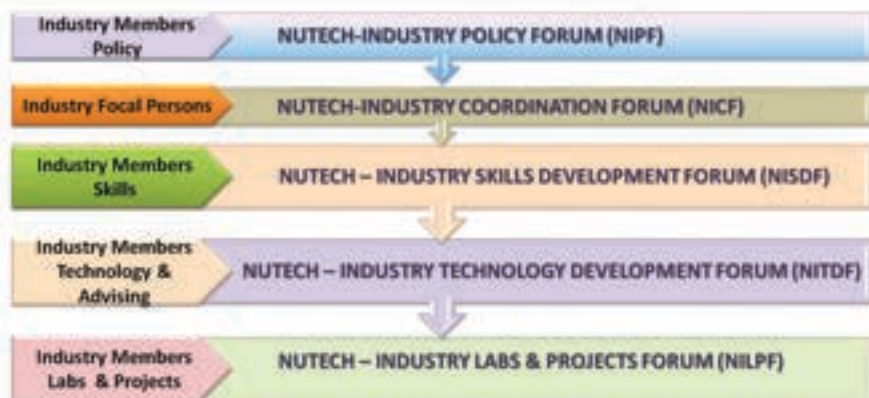 Industry Members
Policy
NUTECH-INDUSTRY POLICY FORUM (NIPF)
Industry Focal Persons
NUTECH-INDUSTRY COORDINATION FORUM (NICF)
Industry Members
Skills
NUTECH – INDUSTRY SKILLS DEVELOPMENT FORUM (NISDF)
Industry Members
Technology &
Advising
NUTECH – INDUSTRY TECHNOLOGY DEVELOPMENT FORUM (NITDF)
Industry Members
Labs & Projects
NUTECH – INDUSTRY LABS & PROJECTS FORUM (NILPF)